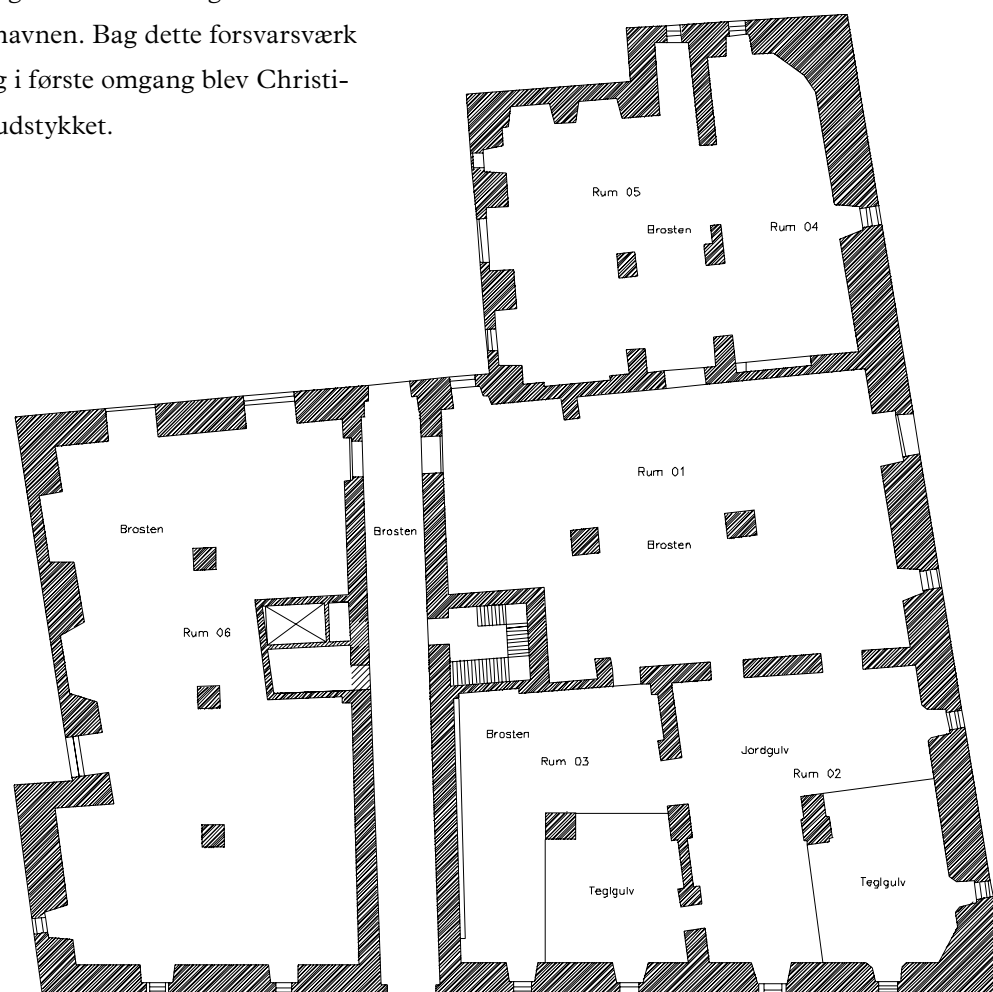 havnen. Bag dette forsvarsværk
i første omgang blev Christi-
udstykket.
Rum 05
Brosten
Rum 04
Rum 01
Brosten
Brosten
Brosten
Rum 06
Brosten
Rum 03
Jordgulv
Rum 02
Teglgulv
Teglgulv